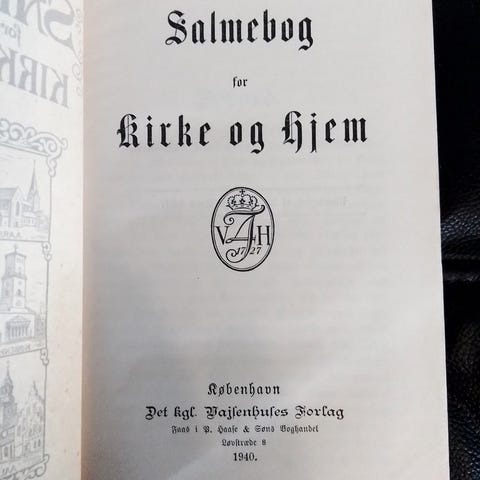 Salmebog
for
Kirke og Hjem
V F H
17 27
København
Det kgl. Vajsenhuses Forlag
Faas i P. Haase & Søns Boghandel
Løvstræde 8
1940.